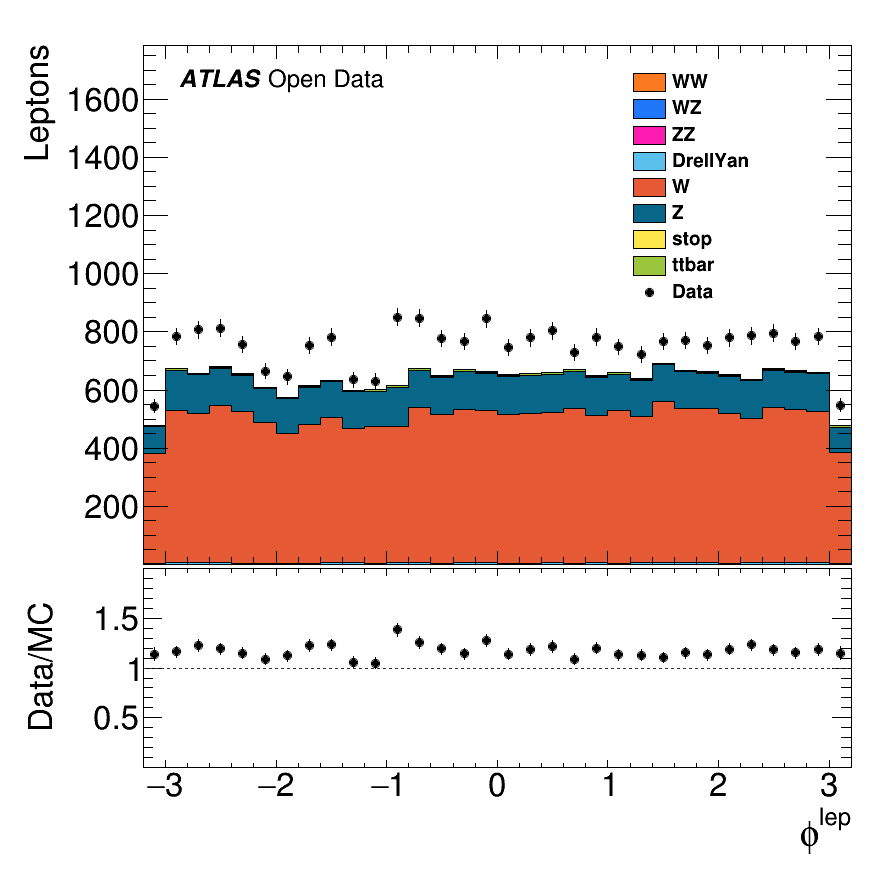 Leptons
ATLAS Open Data
WW
WZ
ZZ
DrellYan
W
Z
stop
ttbar
Data
1600
1400
1200
1000
800
600
400
200
Data/MC
1.5
1
0.5
−3 −2 −1 0 1 2 3
ϕlep